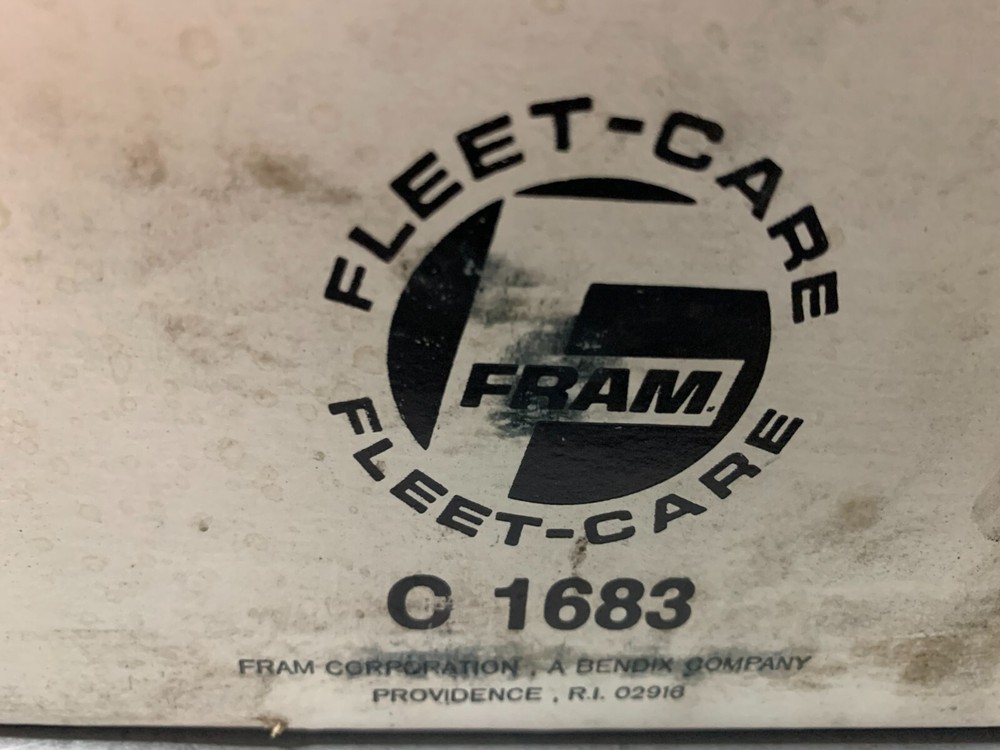 FLEET-CARE
FRAM.
FLEET-CARE
C 1683
FRAM CORPORATION , A BENDIX COMPANY
PROVIDENCE , R.I. 02916